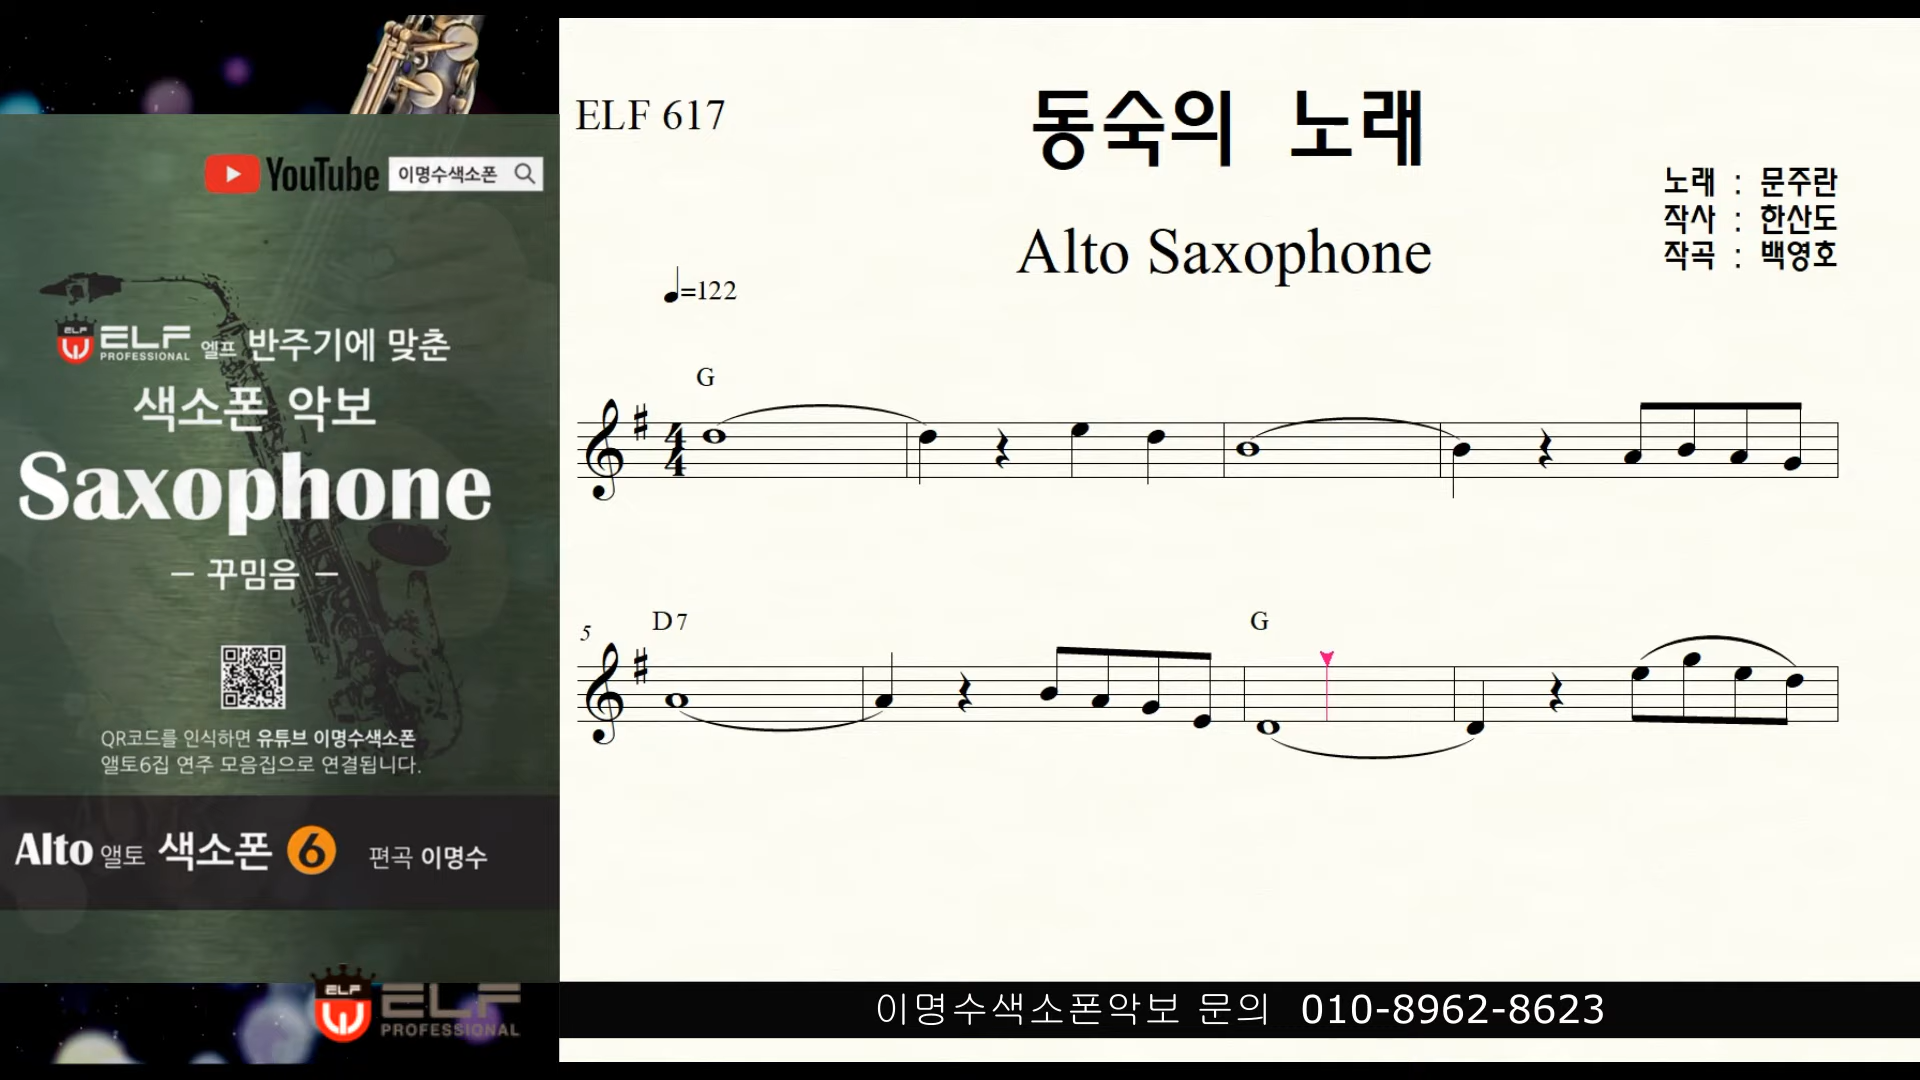 YouTube 이명수색소폰
ELF PROFESSIONAL 엘프 반주기에 맞춘
색소폰 악보
Saxophone
– 꾸밈음 –
QR코드를 인식하면 유튜브 이명수색소폰
앨토6집 연주 모음집으로 연결됩니다.
Alto 앨토 색소폰 6 편곡 이명수
ELF PROFESSIONAL
ELF 617
동숙의 노래
노래 : 문주란
작사 : 한산도
작곡 : 백영호
Alto Saxophone
♩=122
G
4
4
5
D7
G
이명수색소폰악보 문의 010-8962-8623